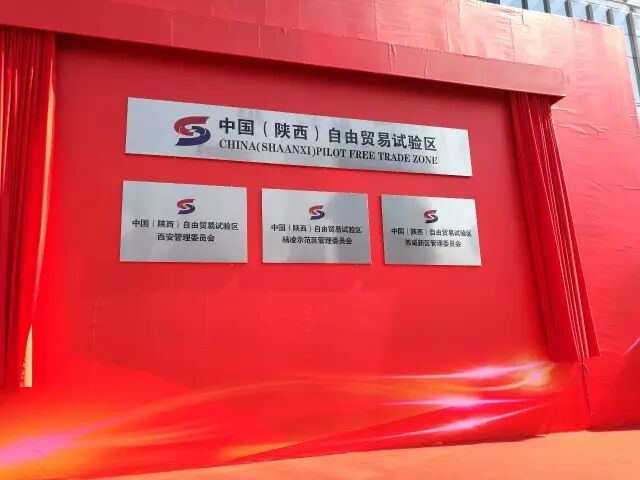 中国（陕西）自由贸易试验区
CHINA(SHAANXI)PILOT FREE TRADE ZONE
中国（陕西）自由贸易试验区
西安管理委员会
中国（陕西）自由贸易试验区
杨凌示范区管理委员会
中国（陕西）自由贸易试验区
西咸新区管理委员会